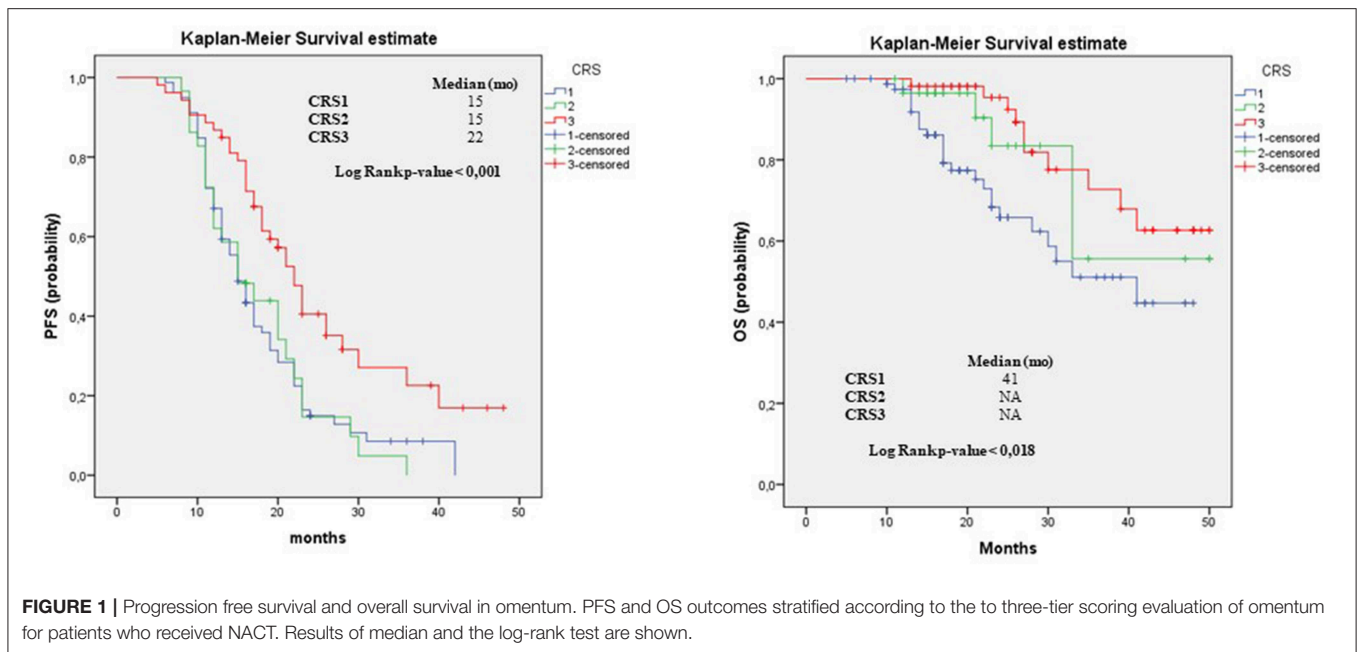 Kaplan-Meier Survival estimate
CRS
1
2
3
1-censored
2-censored
3-censored
Median (mo)
CRS1 15
CRS2 15
CRS3 22
Log Rankp-value < 0,001
PFS (probability)
1,0
0,8
0,6
0,4
0,2
0,0
0 10 20 30 40 50
months
Kaplan-Meier Survival estimate
CRS
1
2
3
1-censored
2-censored
3-censored
OS (probability)
1,0
0,8
0,6
0,4
0,2
0,0
Median (mo)
CRS1 41
CRS2 NA
CRS3 NA
Log Rankp-value < 0,018
0 10 20 30 40 50
Months
FIGURE 1 | Progression free survival and overall survival in omentum. PFS and OS outcomes stratified according to the to three-tier scoring evaluation of omentum
for patients who received NACT. Results of median and the log-rank test are shown.